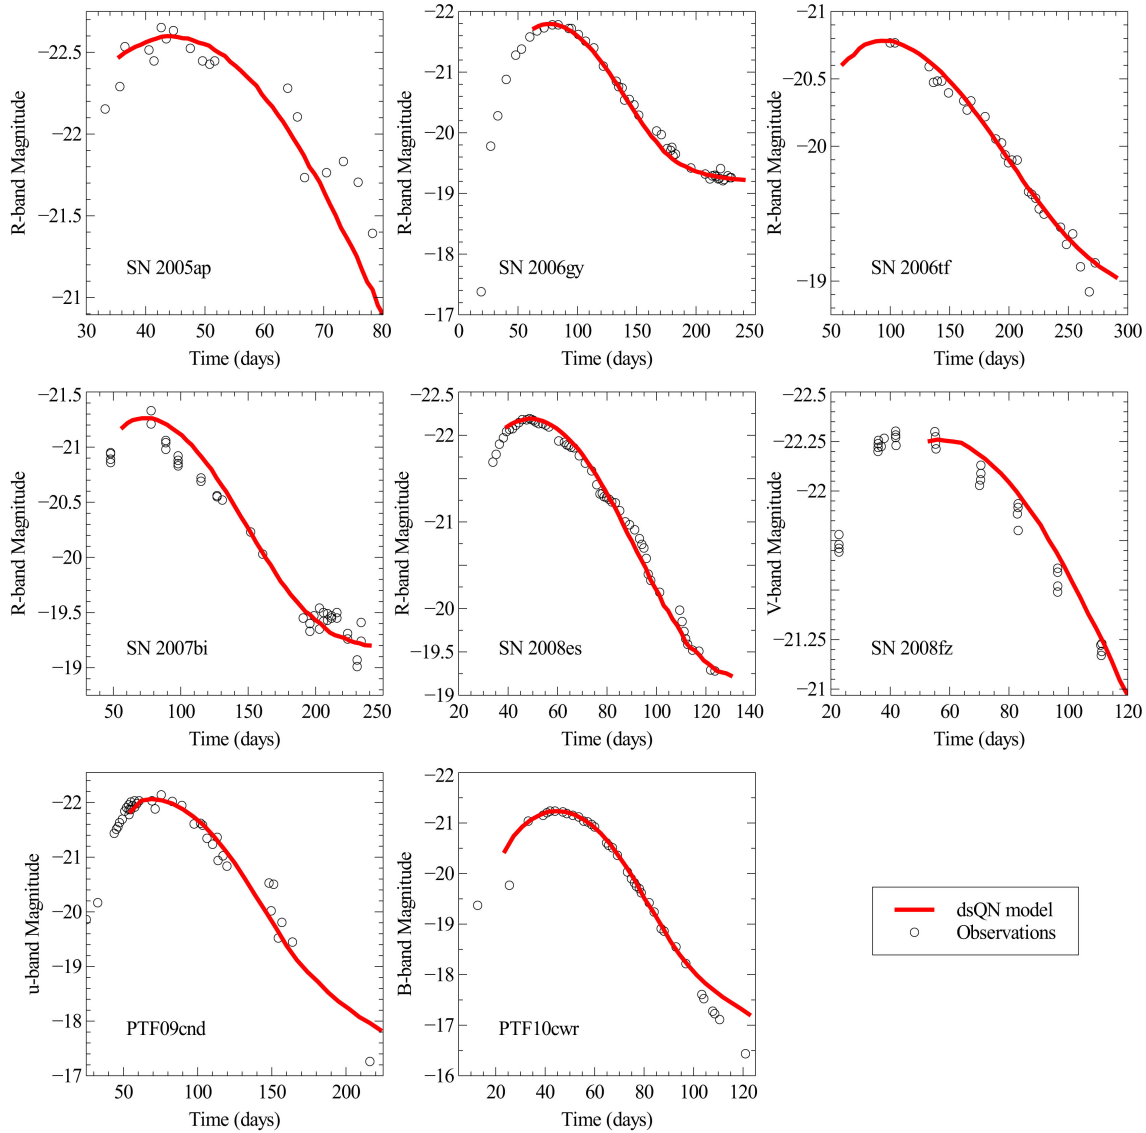 −22.5
−22
−21.5
−21
R-band Magnitude
SN 2005ap
30 40 50 60 70 80
Time (days)
−22
−21
−20
−19
−18
−17
R-band Magnitude
SN 2006gy
0 50 100 150 200 250
Time (days)
−21
−20.5
−20
−19
R-band Magnitude
SN 2006tf
50 100 150 200 250 300
Time (days)
−21.5
−21
−20.5
−20
−19.5
−19
R-band Magnitude
SN 2007bi
50 100 150 200 250
Time (days)
−22.5
−22
−21
−20
−19.5
−19
R-band Magnitude
SN 2008es
20 40 60 80 100 120 140
Time (days)
−22.5
−22.25
−22
−21.25
−21
V-band Magnitude
SN 2008fz
20 40 60 80 100 120
Time (days)
−22
−21
−20
−19
−18
−17
u-band Magnitude
PTF09cnd
50 100 150 200
Time (days)
−22
−21
−20
−19
−18
−17
−16
B-band Magnitude
PTF10cwr
20 40 60 80 100 120
Time (days)
dsQN model
Observations